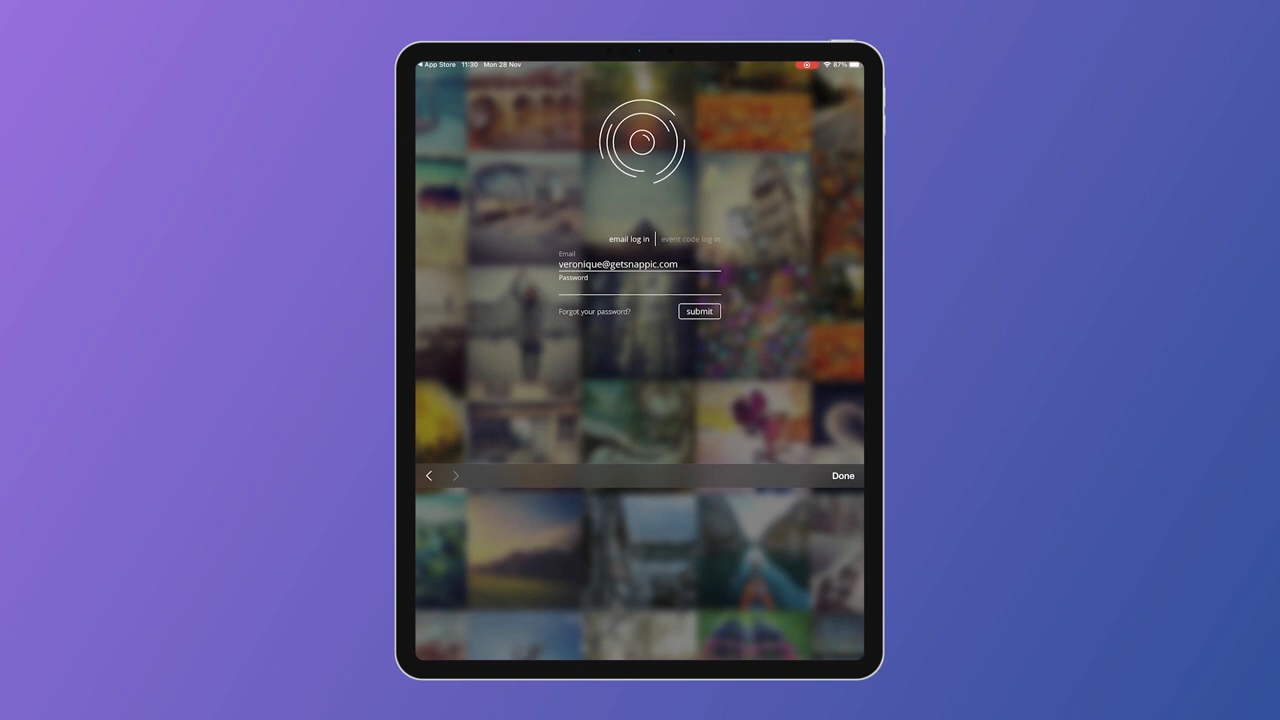 App Store 11:30 Mon 28 Nov 87%
email log in event code log in
Email
veronique@getsnappic.com
Password
Forgot your password? submit
Done